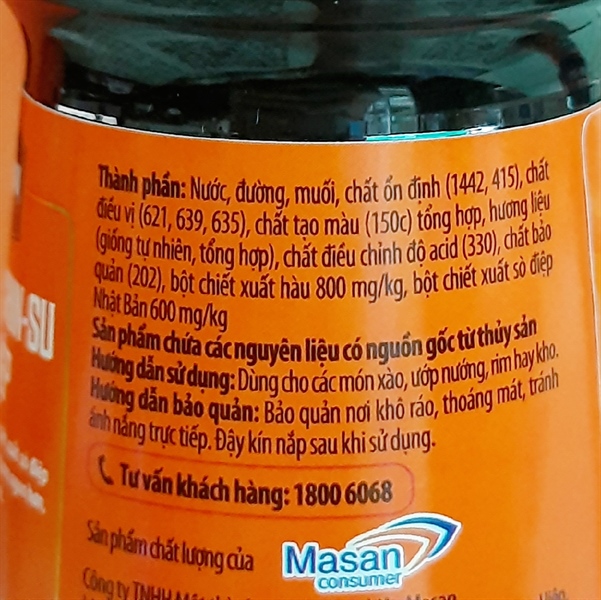 Thành phần: Nước, đường, muối, chất ổn định (1442, 415), chất
điều vị (621, 639, 635), chất tạo màu (150c) tổng hợp, hương liệu
(giống tự nhiên, tổng hợp), chất điều chỉnh độ acid (330), chất bảo
quản (202), bột chiết xuất hàu 800 mg/kg, bột chiết xuất sò điệp
Nhật Bản 600 mg/kg
Sản phẩm chứa các nguyên liệu có nguồn gốc từ thủy sản
Hướng dẫn sử dụng: Dùng cho các món xào, ướp nướng, rim hay kho.
Hướng dẫn bảo quản: Bảo quản nơi khô ráo, thoáng mát, tránh
ánh nắng trực tiếp. Đậy kín nắp sau khi sử dụng.
Tư vấn khách hàng: 1800 6068
Sản phẩm chất lượng của
Masan
consumer
Công ty TNHH Một
-SU